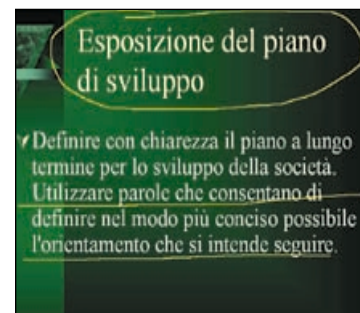 Esposizione del piano
di sviluppo
Definire con chiarezza il piano a lungo
termine per lo sviluppo della società.
Utilizzare parole che consentano di
definire nel modo più conciso possibile
l'orientamento che si intende seguire.